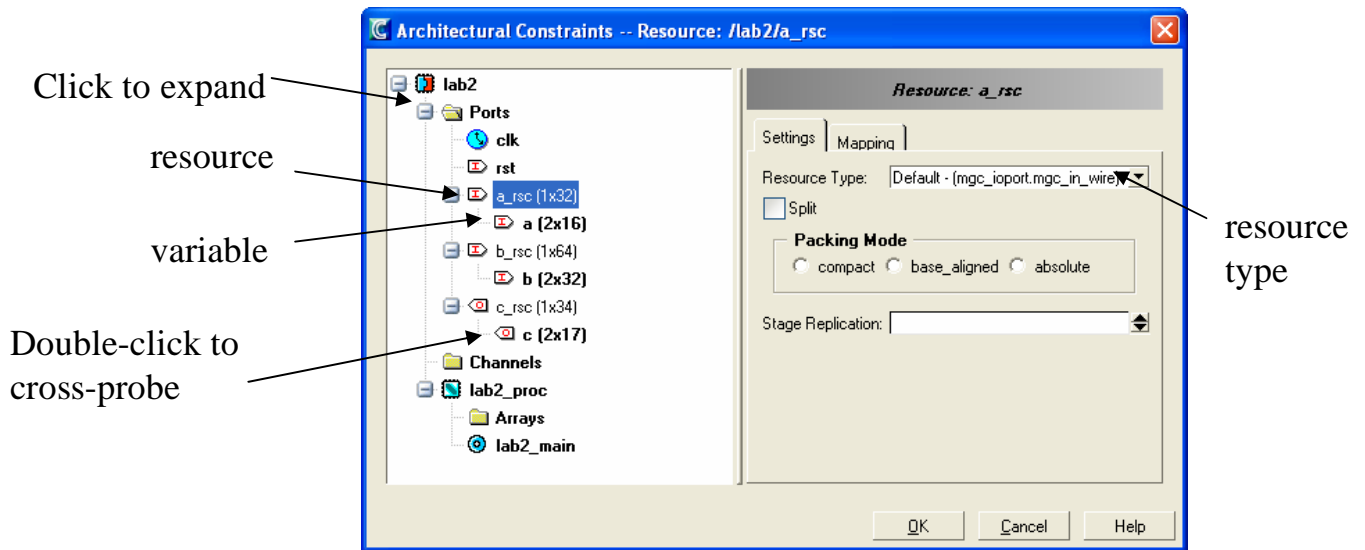 Architectural Constraints -- Resource: /lab2/a_rsc
Click to expand
resource
variable
Double-click to
cross-probe
lab2
Ports
clk
rst
a_rsc (1x32)
a (2x16)
b_rsc (1x64)
b (2x32)
c_rsc (1x34)
c (2x17)
Channels
lab2_proc
Arrays
lab2_main
Resource: a_rsc
Settings
Mapping
Resource Type: Default - (mgc_ioport.mgc_in_wire)
Split
Packing Mode
compact base_aligned absolute
Stage Replication:
resource
type
OK Cancel Help